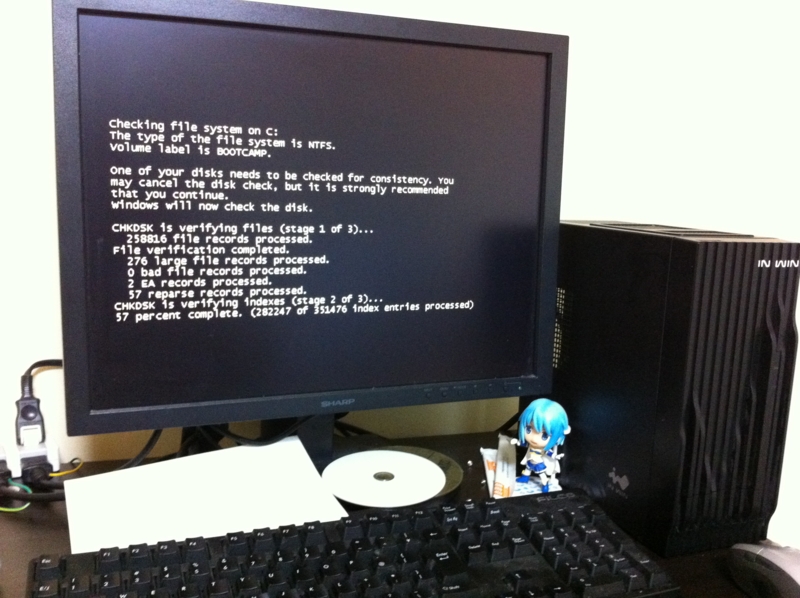 Checking file system on C:
The type of the file system is NTFS.
Volume label is BOOTCAMP.
One of your disks needs to be checked for consistency. You
may cancel the disk check, but it is strongly recommended
that you continue.
Windows will now check the disk.
CHKDSK is verifying files (stage 1 of 3)...
258816 file records processed.
File verification completed.
276 large file records processed.
0 bad file records processed.
2 EA records processed.
57 reparse records processed.
CHKDSK is verifying indexes (stage 2 of 3)...
57 percent complete. (282247 of 351476 index entries processed)
SHARP
IN WIN
FILCO